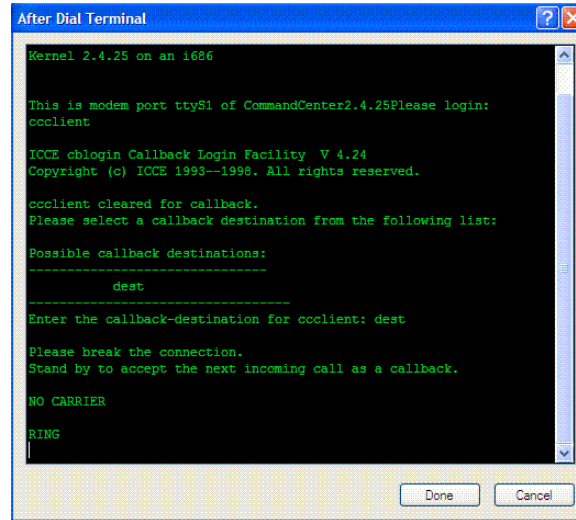 After Dial Terminal
Kernel 2.4.25 on an i686
This is modem port ttyS1 of CommandCenter2.4.25Please login:
ccclient
ICCE cblogin Callback Login Facility V 4.24
Copyright (c) ICCE 1993--1998. All rights reserved.
ccclient cleared for callback.
Please select a callback destination from the following list:
Possible callback destinations:
--------------------------------
dest
-----------------------------------
Enter the callback-destination for ccclient: dest
Please break the connection.
Stand by to accept the next incoming call as a callback.
NO CARRIER
RING
Done
Cancel